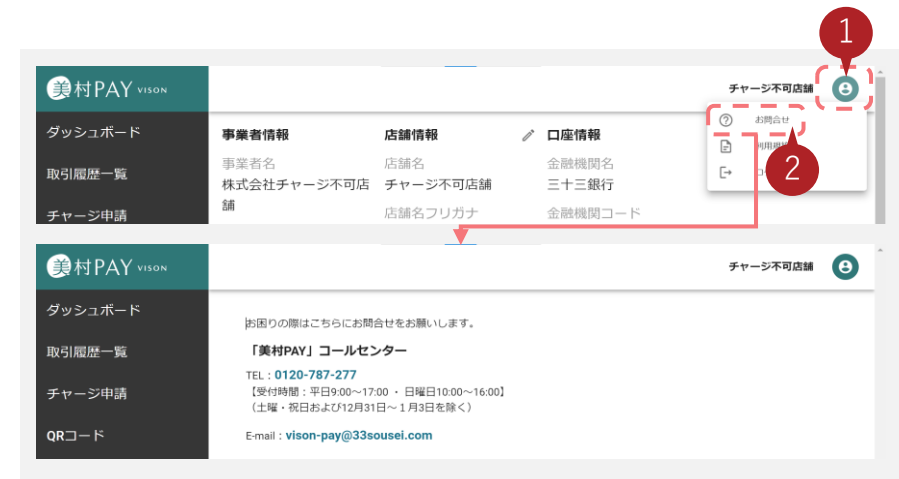 1
美村PAY VISON
チャージ不可店舗
ダッシュボード
取引履歴一覧
チャージ申請
事業者情報
事業者名
株式会社チャージ不可店
舗
店舗情報
店舗名
チャージ不可店舗
店舗名フリガナ
口座情報
金融機関名
三十三銀行
金融機関コード
お問合せ
2
美村PAY VISON
チャージ不可店舗
ダッシュボード
取引履歴一覧
チャージ申請
QRコード
お困りの際はこちらにお問合せをお願いします。
「美村PAY」コールセンター
TEL : 0120-787-277
【受付時間：平日9:00～17:00 ・ 日曜日10:00～16:00】
（土曜・祝日および12月31日～１月3日を除く）
E-mail : vison-pay@33sousei.com